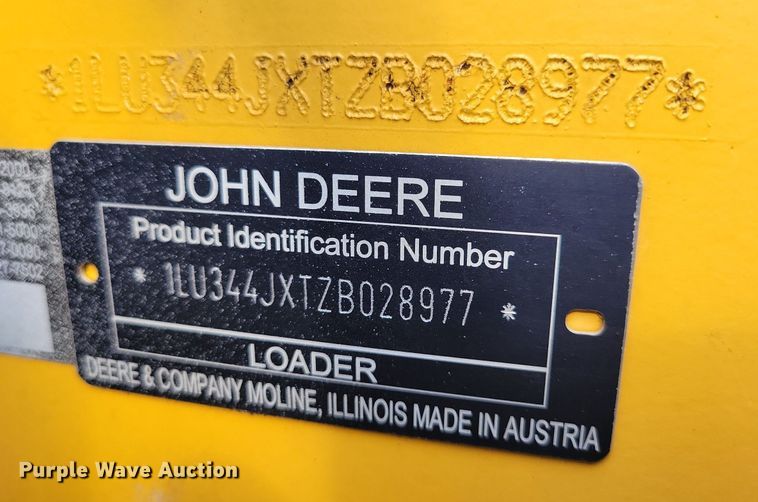 *1LU344JXTZB028977*
JOHN DEERE
Product Identification Number
* 1LU344JXTZB028977 *
LOADER
DEERE & COMPANY MOLINE, ILLINOIS MADE IN AUSTRIA
Purple Wave Auction